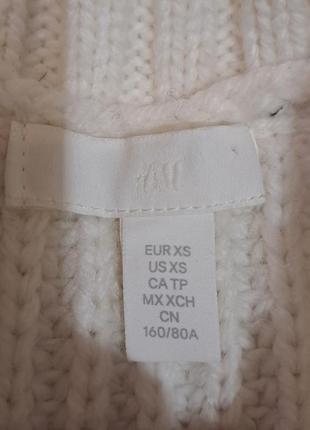 H&M
EUR XS
US XS
CA TP
MX XCH
CN
160/80A